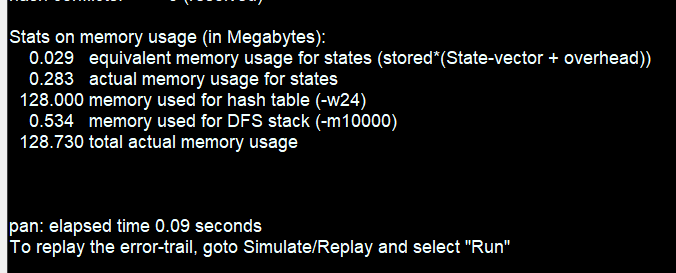 Stats on memory usage (in Megabytes):
0.029 equivalent memory usage for states (stored*(State-vector + overhead))
0.283 actual memory usage for states
128.000 memory used for hash table (-w24)
0.534 memory used for DFS stack (-m10000)
128.730 total actual memory usage
pan: elapsed time 0.09 seconds
To replay the error-trail, goto Simulate/Replay and select "Run"